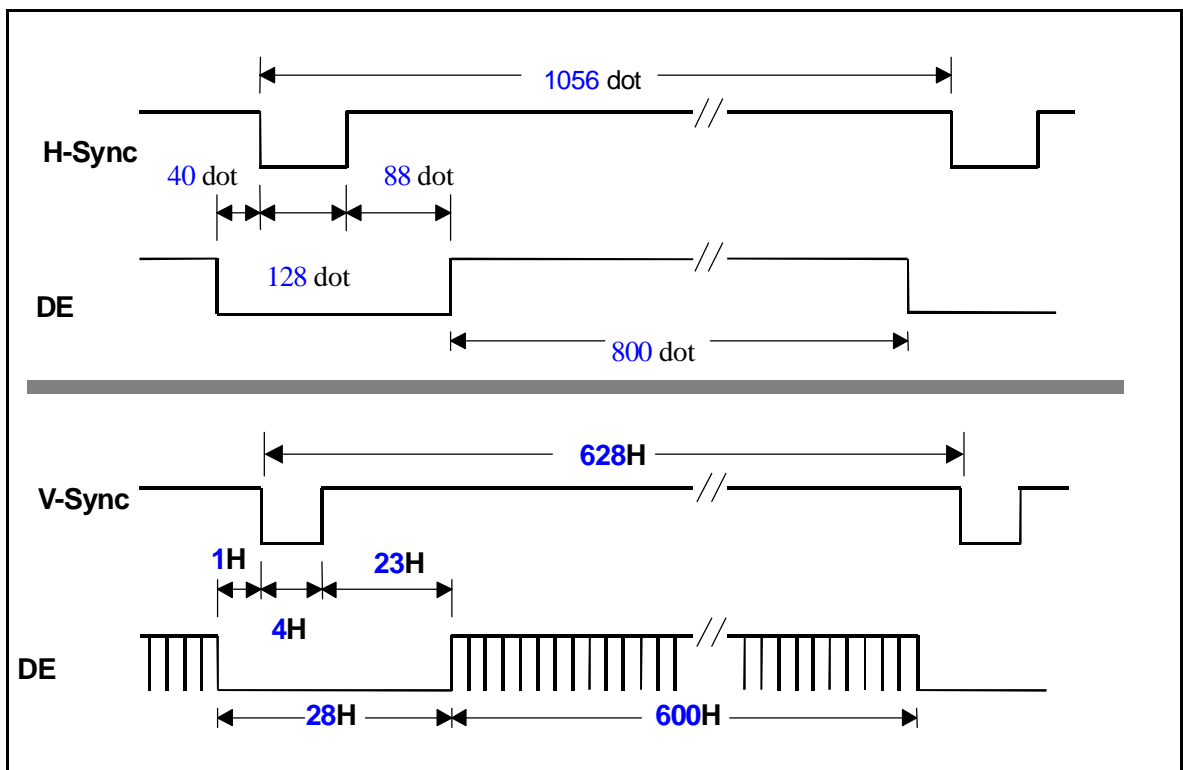 1056 dot
H-Sync
40 dot
88 dot
128 dot
DE
800 dot
628H
V-Sync
1H
23H
4H
DE
28H
600H